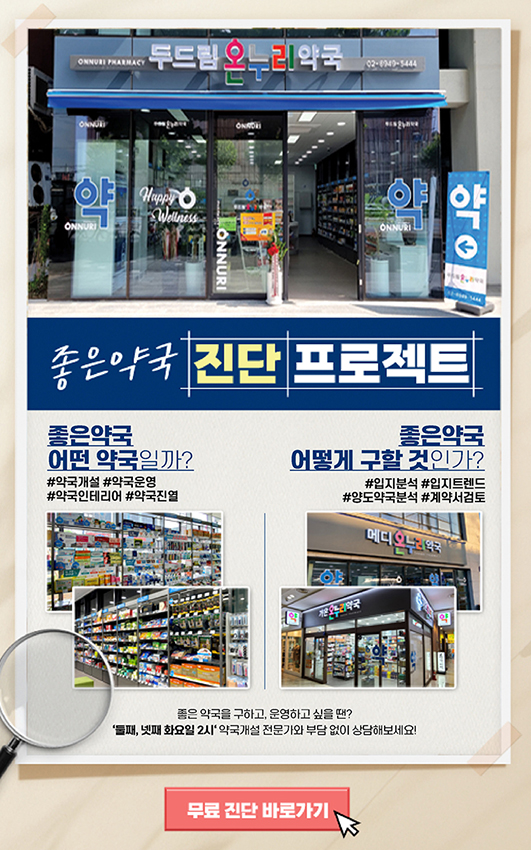 ONNURI PHARMACY 두드림온누리약국 02-6949-5444
ONNURI
ONNURI
약
ONNURI
Happy
Wellness
ONNURI
약
ONNURI
약
좋은약국 진단 프로젝트
좋은약국
어떤 약국일까?
#약국개설 #약국운영
#약국인테리어 #약국진열
좋은약국
어떻게 구할 것인가?
#입지분석 #입지트렌드
#양도약국분석 #계약서검토
메디온누리약국
약
약
기운온누리약국
약
약
좋은 약국을 구하고, 운영하고 싶을 땐?
‘둘째, 넷째 화요일 2시‘ 약국개설 전문가와 부담 없이 상담해보세요!
무료 진단 바로가기